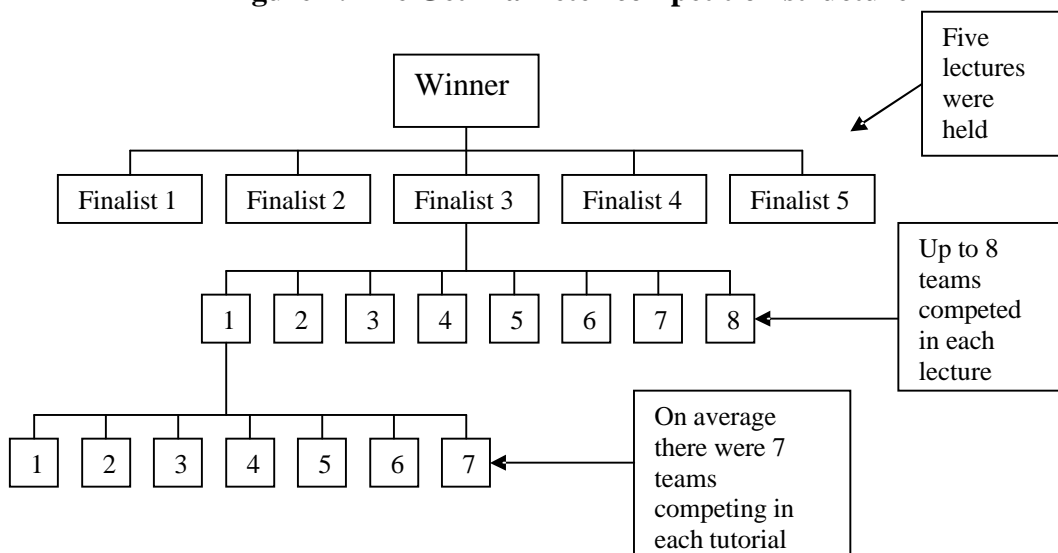 Five
lectures
were
held
Winner
Finalist 1
Finalist 2
Finalist 3
Finalist 4
Finalist 5
Up to 8
teams
competed
in each
lecture
1
2
3
4
5
6
7
8
On average
there were 7
teams
competing in
each tutorial
1
2
3
4
5
6
7